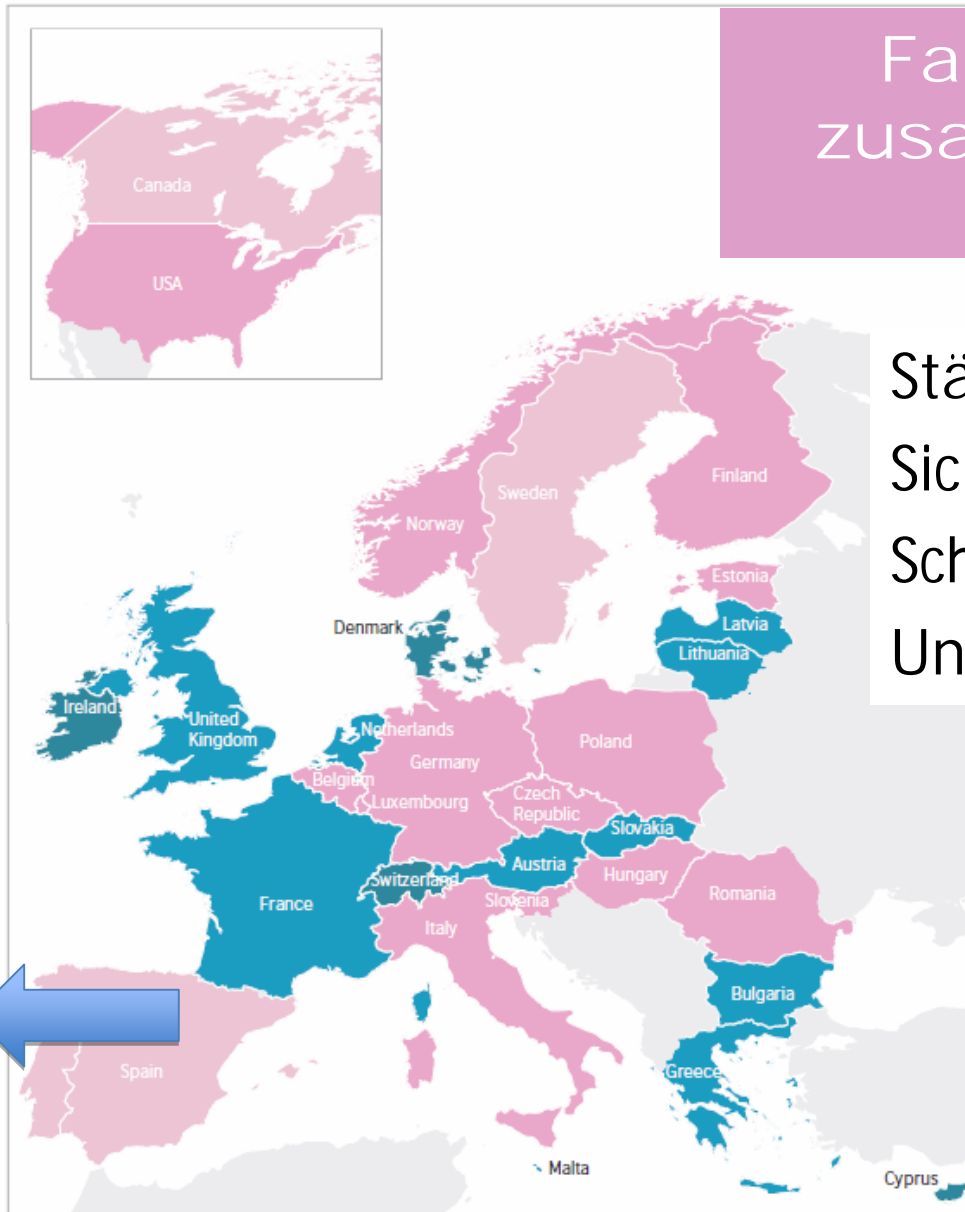 Fa
zusa
Canada
USA
Stä
Sic
Sch
Un
Sweden
Finland
Norway
Estonia
Denmark
Latvia
Lithuania
Ireland
United
Kingdom
Netherlands
Poland
Germany
Belgium
Luxembourg
Czech
Republic
Slovakia
Austria
Switzerland
Hungary
Romania
Slovenia
France
Italy
Bulgaria
Spain
Greece
Malta
Cyprus